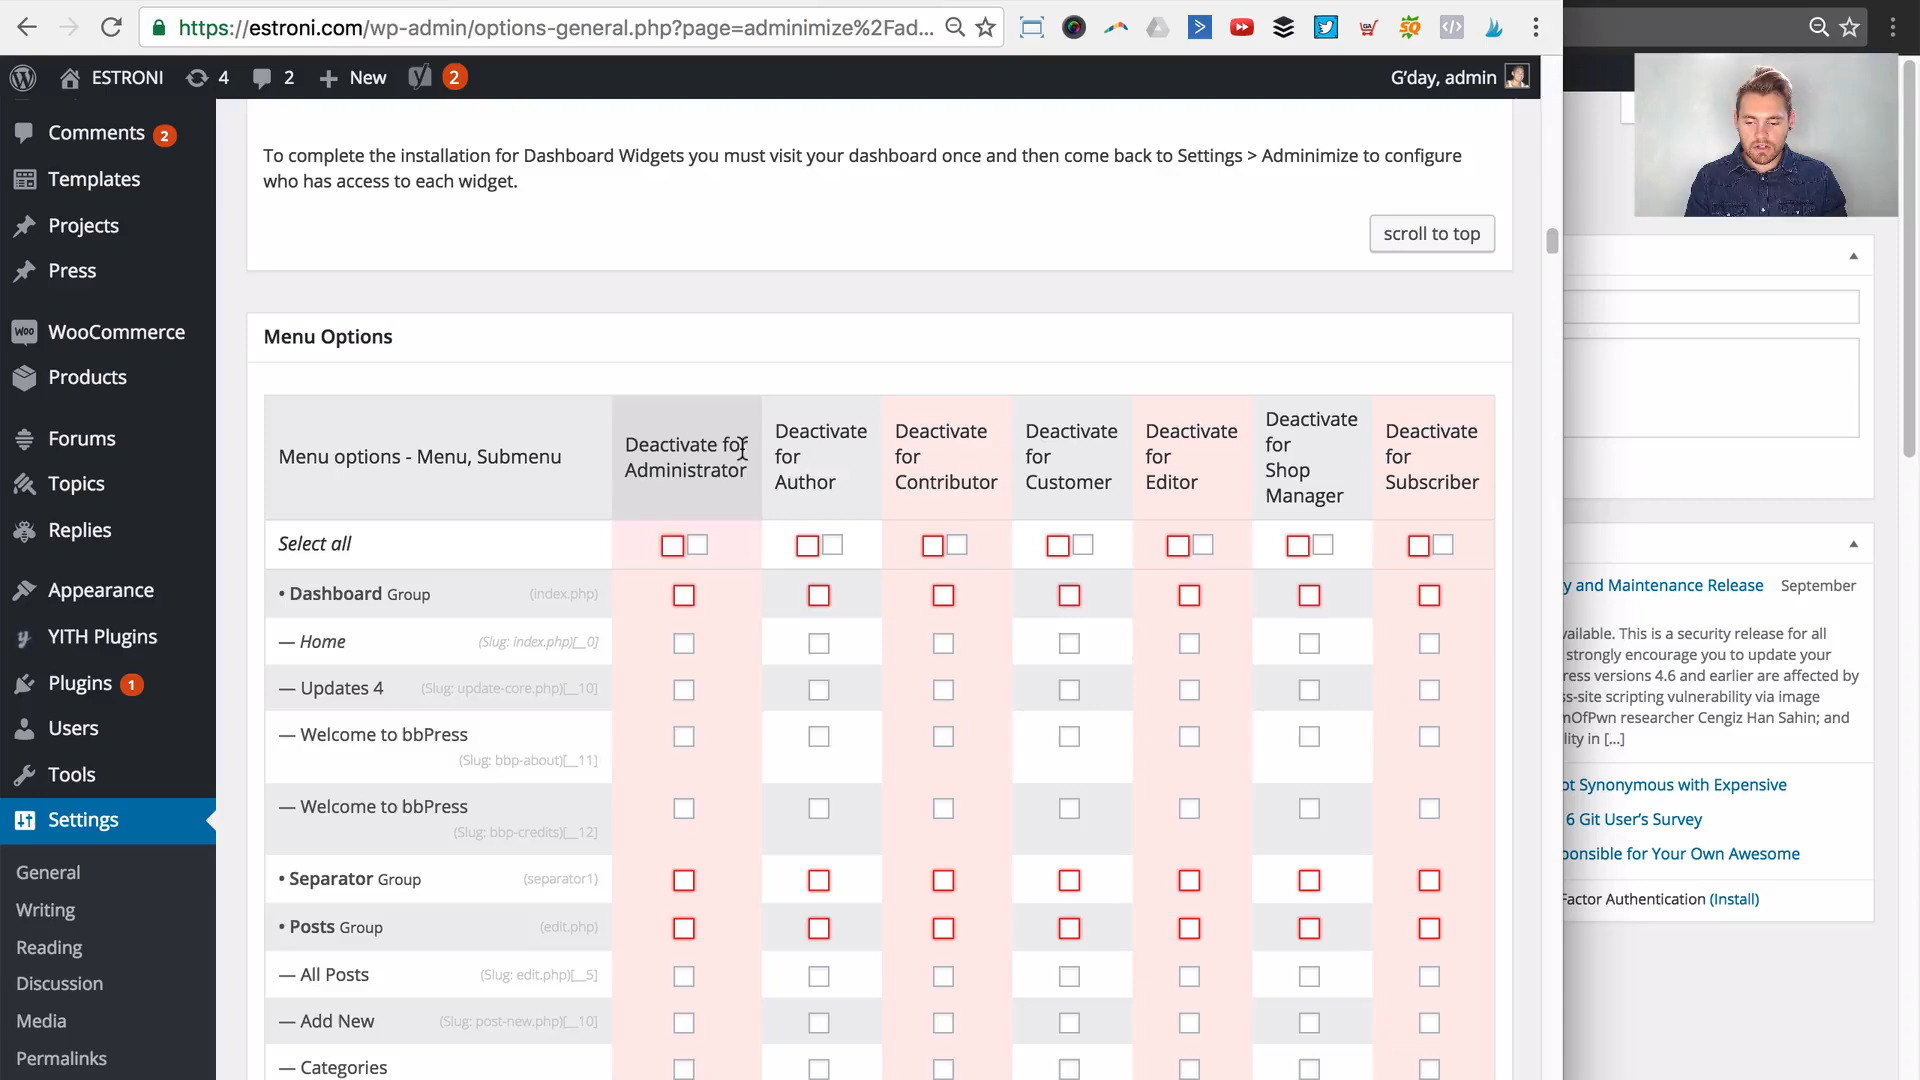 https://estroni.com/wp-admin/options-general.php?page=adminimize%2Fad...
ESTRONI 4 2 New 2
G'day, admin
Comments 2
Templates
Projects
Press
WooCommerce
Products
Forums
Topics
Replies
Appearance
YITH Plugins
Plugins 1
Users
Tools
Settings
General
Writing
Reading
Discussion
Media
Permalinks
To complete the installation for Dashboard Widgets you must visit your dashboard once and then come back to Settings > Adminimize to configure
who has access to each widget.
scroll to top
Menu Options
Menu options - Menu, Submenu
Deactivate for
Administrator
Deactivate
for
Author
Deactivate
for
Contributor
Deactivate
for
Customer
Deactivate
for
Editor
Deactivate
for
Shop
Manager
Deactivate
for
Subscriber
Select all
• Dashboard Group (index.php)
— Home (Slug: index.php)[__0]
— Updates 4 (Slug: update-core.php)[__10]
— Welcome to bbPress
(Slug: bbp-about)[__11]
— Welcome to bbPress
(Slug: bbp-credits)[__12]
• Separator Group (separator1)
• Posts Group (edit.php)
— All Posts (Slug: edit.php)[__5]
— Add New (Slug: post-new.php)[__10]
— Categories
y and Maintenance Release September
ailable. This is a security release for all
strongly encourage you to update your
ress versions 4.6 and earlier are affected by
ss-site scripting vulnerability via image
mOfPwn researcher Cengiz Han Sahin; and
lity in [...]
ot Synonymous with Expensive
6 Git User's Survey
ponsible for Your Own Awesome
Factor Authentication (Install)